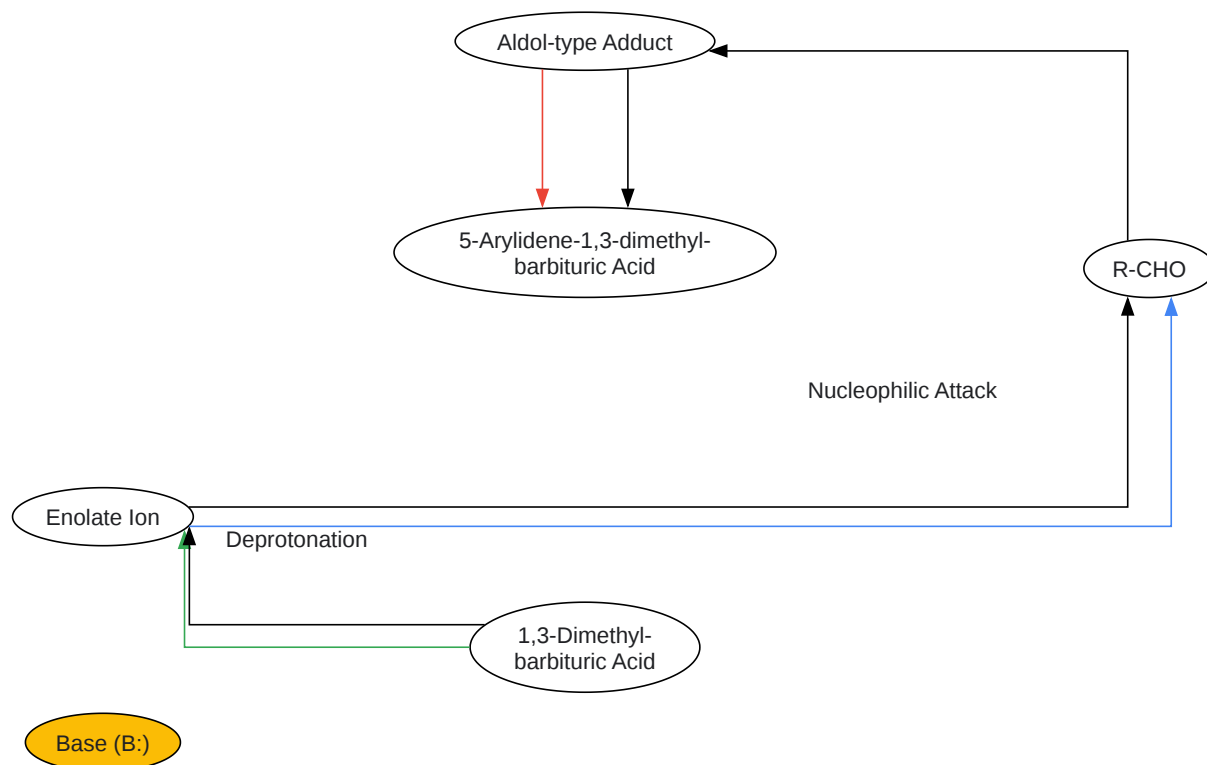 Aldol-type Adduct
5-Arylidene-1,3-dimethyl-
barbituric Acid
R-CHO
Nucleophilic Attack
Enolate Ion
Deprotonation
1,3-Dimethyl-
barbituric Acid
Base (B:)